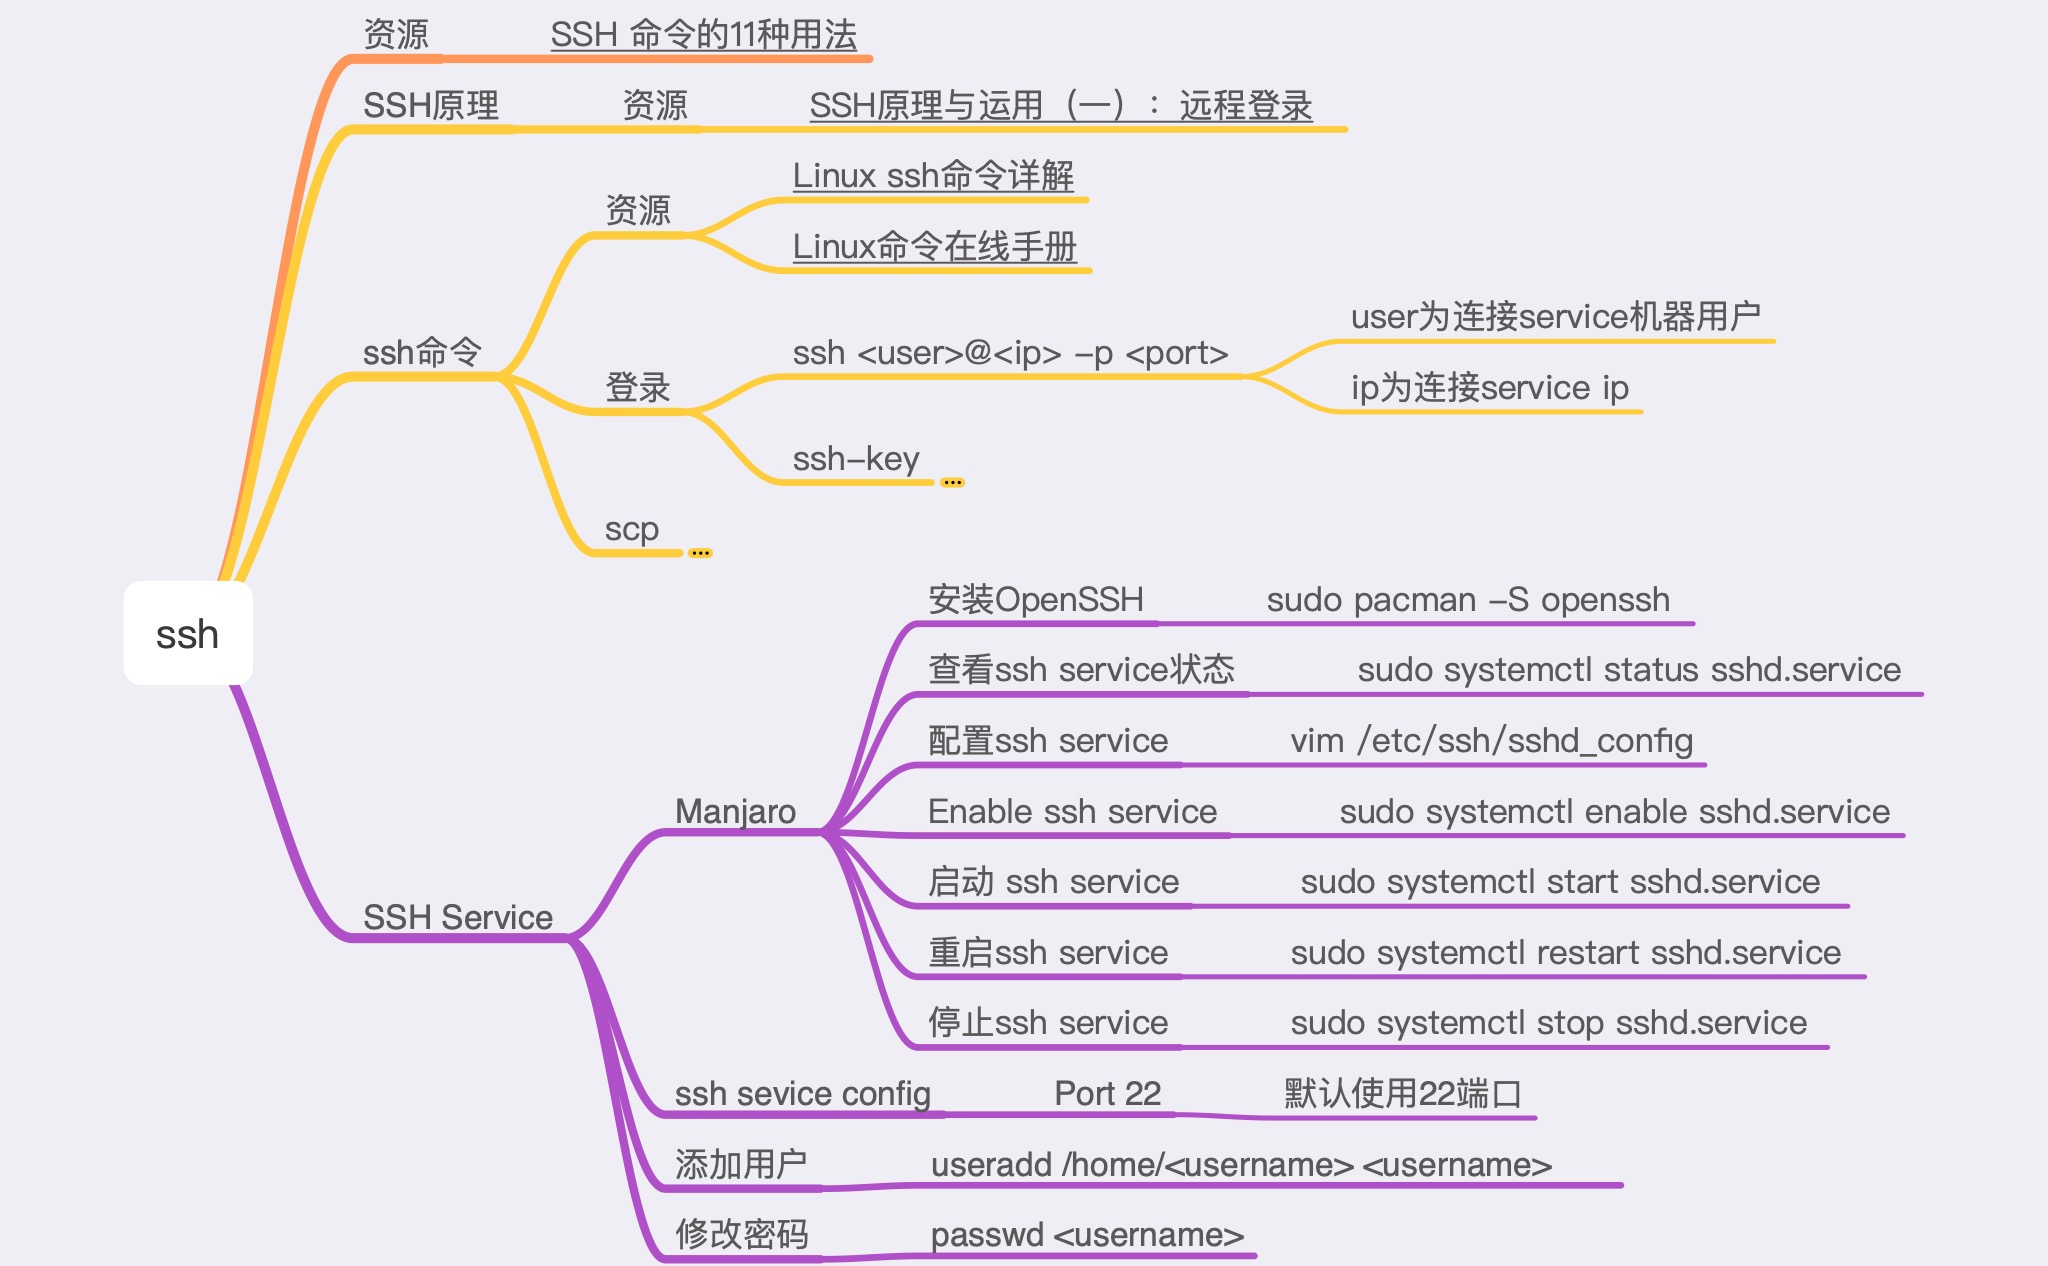 资源 SSH 命令的11种用法
SSH原理 资源 SSH原理与运用（一）：远程登录
Linux ssh命令详解
资源
Linux命令在线手册
user为连接service机器用户
ssh命令 ssh <user>@<ip> -p <port>
登录 ip为连接service ip
ssh-key
scp
安装OpenSSH sudo pacman -S openssh
ssh
查看ssh service状态 sudo systemctl status sshd.service
配置ssh service vim /etc/ssh/sshd_config
Manjaro Enable ssh service sudo systemctl enable sshd.service
启动 ssh service sudo systemctl start sshd.service
SSH Service
重启ssh service sudo systemctl restart sshd.service
停止ssh service sudo systemctl stop sshd.service
ssh sevice config Port 22 默认使用22端口
添加用户 useradd /home/<username> <username>
修改密码 passwd <username>